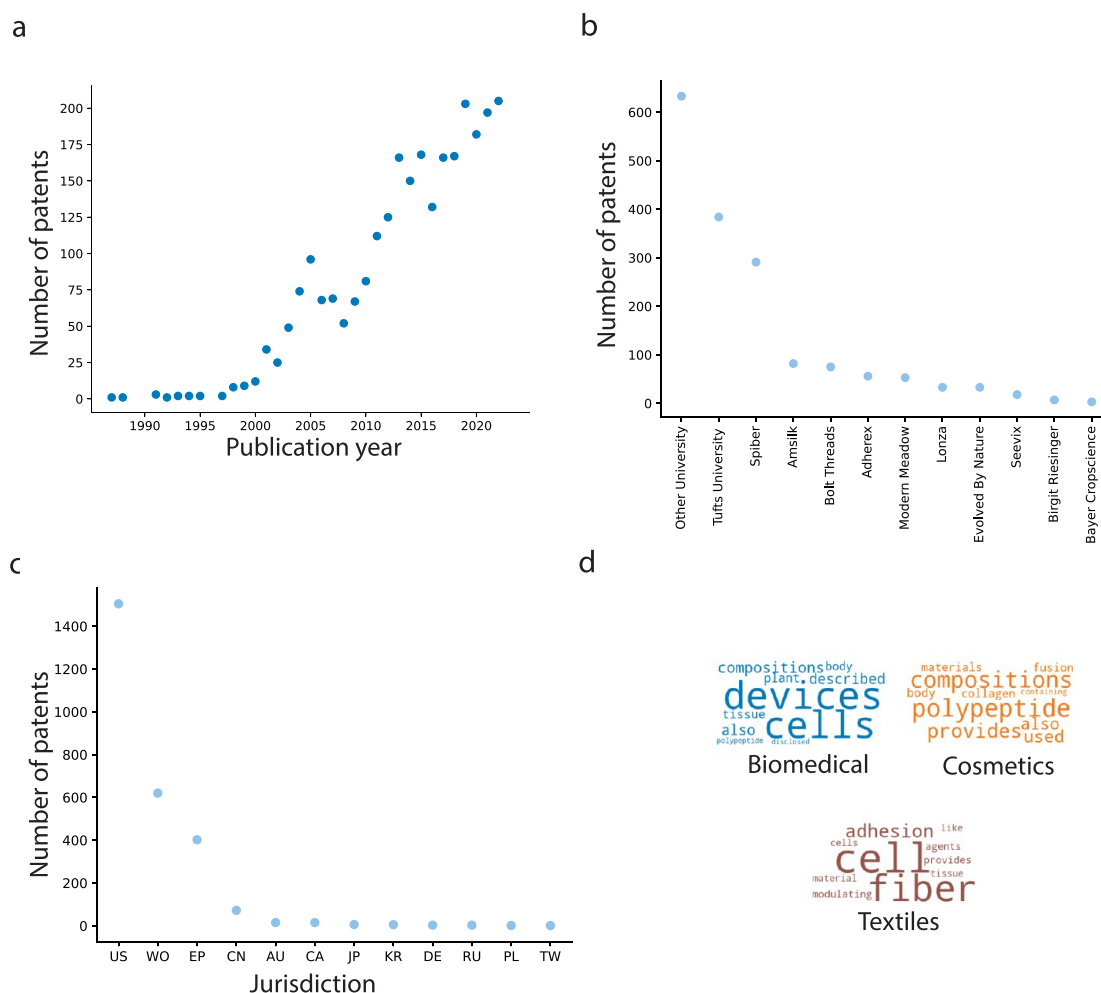 a
Number of patents
200
175
150
125
100
75
50
25
0
1990 1995 2000 2005 2010 2015 2020
Publication year
b
Number of patents
600
500
400
300
200
100
0
Other University
Tufts University
Spiber
Amsilk
Bolt Threads
Adherex
Modern Meadow
Lonza
Evolved By Nature
Seevix
Birgit Riesinger
Bayer Cropscience
c
Number of patents
1400
1200
1000
800
600
400
200
0
US WO EP CN AU CA JP KR DE RU PL TW
Jurisdiction
d
compositions body
plant described
devices
tissue cells
also
polypeptide disclosed
Biomedical
materials fusion
compositions
body collagen containing
polypeptide
provides also
used
Cosmetics
adhesion like
cells
cell agents
provides
material tissue
modulating fiber
Textiles